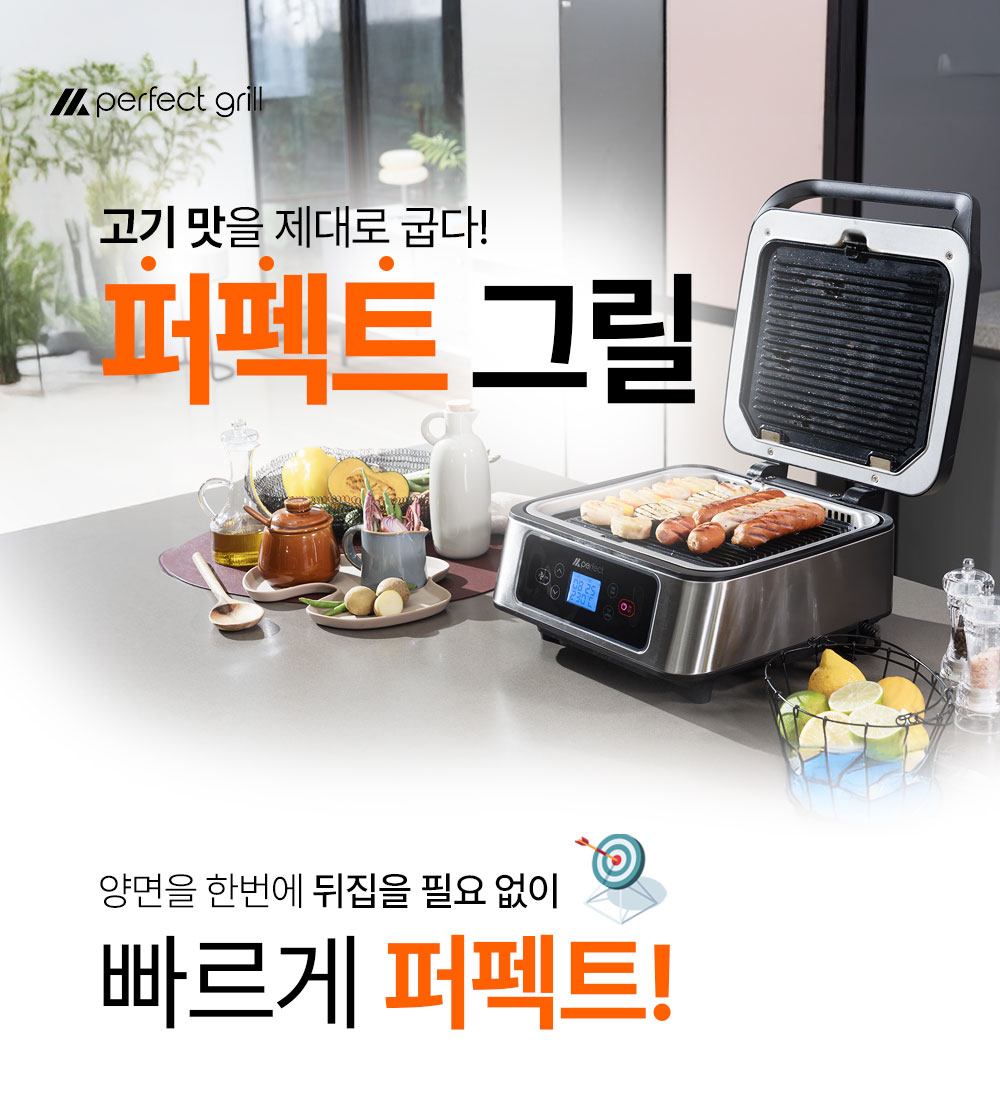 perfect grill
고기 맛을 제대로 굽다!
퍼펙트 그릴
perfect
양면을 한번에 뒤집을 필요 없이
빠르게 퍼펙트!